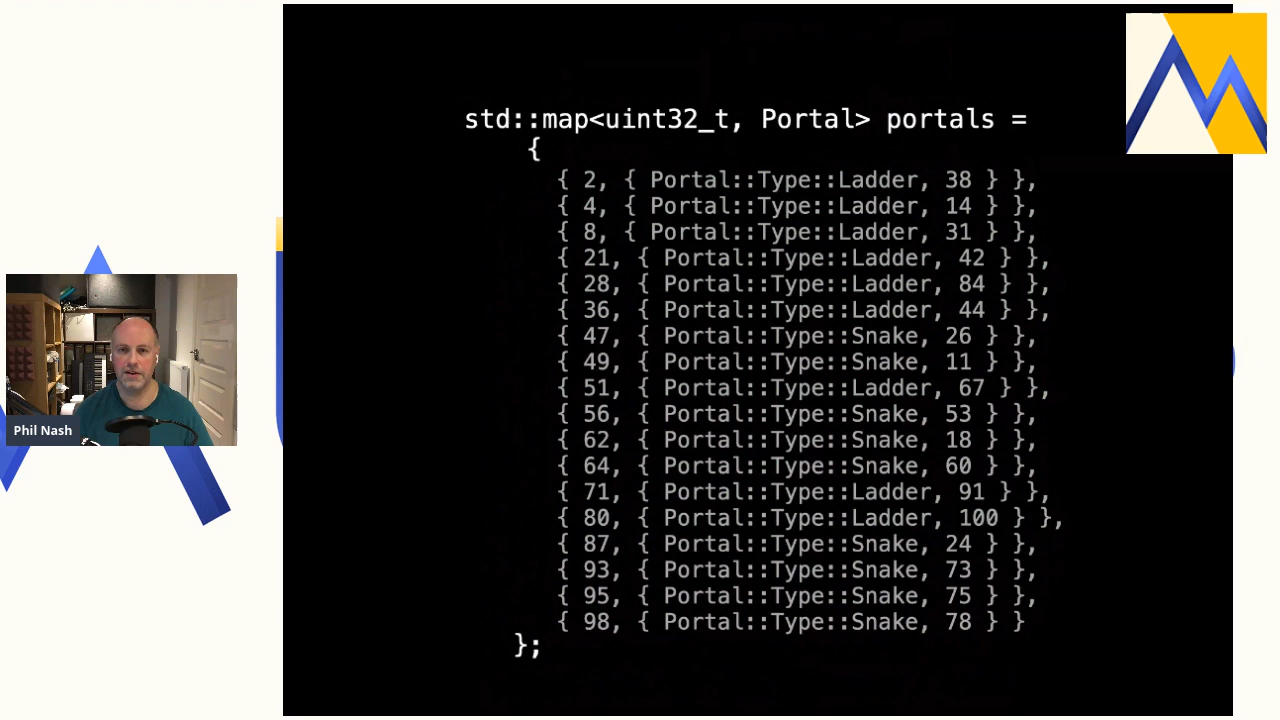 std::map<uint32_t, Portal> portals =
{
{ 2, { Portal::Type::Ladder, 38 } },
{ 4, { Portal::Type::Ladder, 14 } },
{ 8, { Portal::Type::Ladder, 31 } },
{ 21, { Portal::Type::Ladder, 42 } },
{ 28, { Portal::Type::Ladder, 84 } },
{ 36, { Portal::Type::Ladder, 44 } },
{ 47, { Portal::Type::Snake, 26 } },
{ 49, { Portal::Type::Snake, 11 } },
{ 51, { Portal::Type::Ladder, 67 } },
{ 56, { Portal::Type::Snake, 53 } },
{ 62, { Portal::Type::Snake, 18 } },
{ 64, { Portal::Type::Snake, 60 } },
{ 71, { Portal::Type::Ladder, 91 } },
{ 80, { Portal::Type::Ladder, 100 } },
{ 87, { Portal::Type::Snake, 24 } },
{ 93, { Portal::Type::Snake, 73 } },
{ 95, { Portal::Type::Snake, 75 } },
{ 98, { Portal::Type::Snake, 78 } }
};
Phil Nash